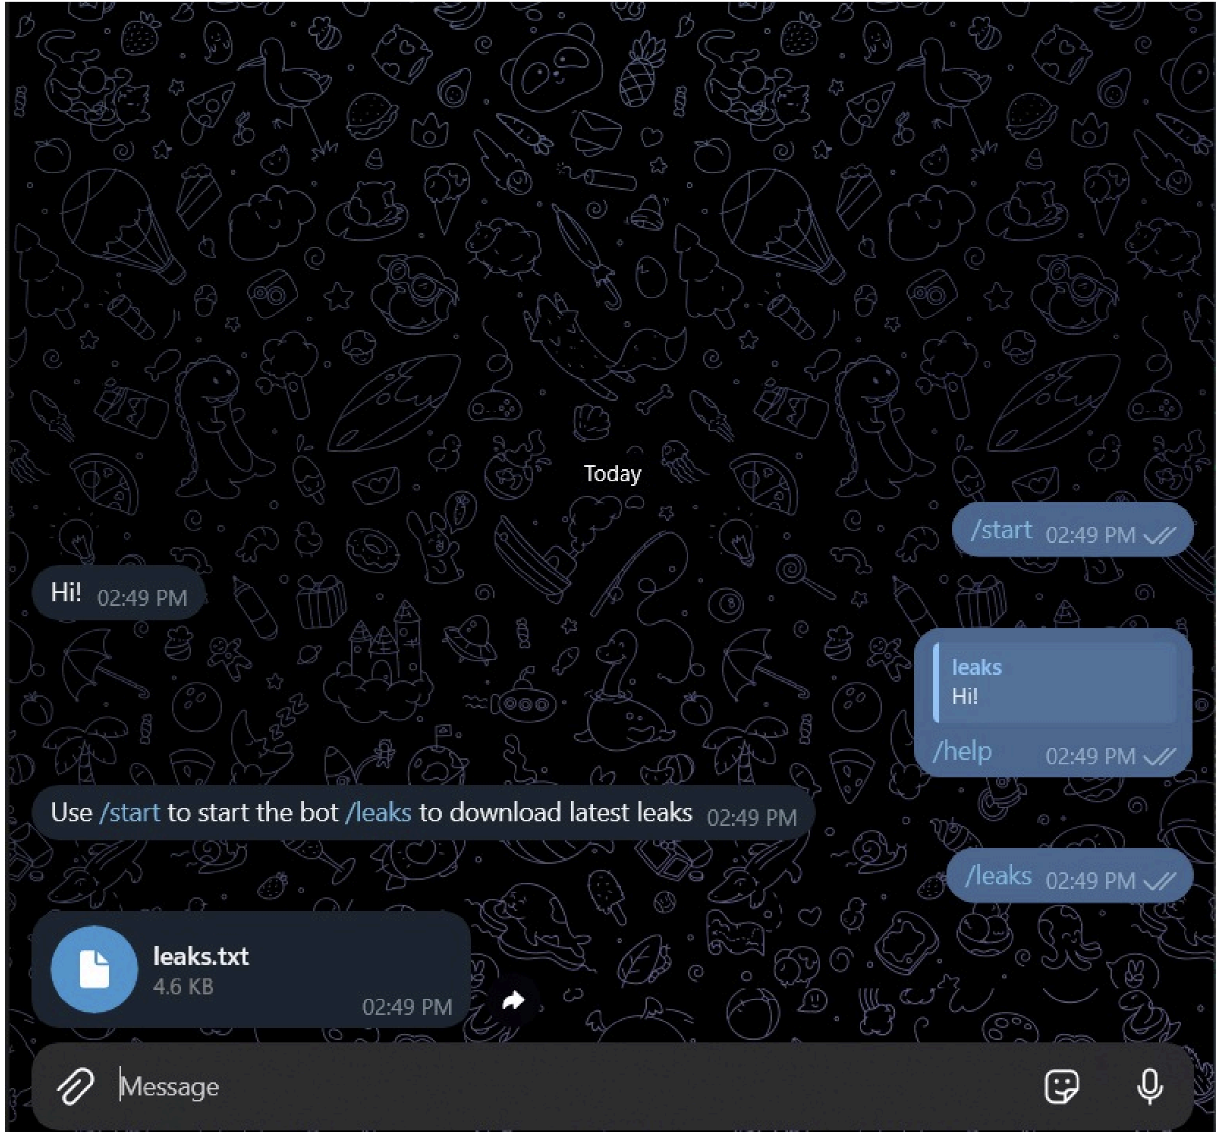 Today
/start 02:49 PM
Hi! 02:49 PM
leaks
Hi!
/help 02:49 PM
Use /start to start the bot /leaks to download latest leaks 02:49 PM
/leaks 02:49 PM
leaks.txt
4.6 KB
02:49 PM
Message